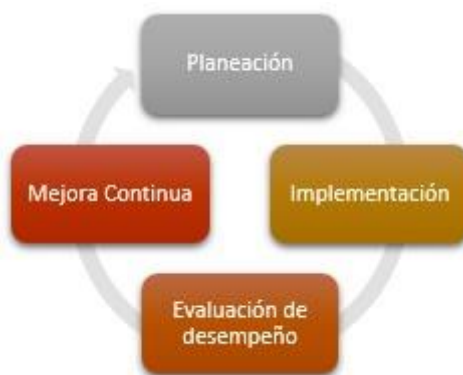 Planeación
Mejora Continua
Implementación
Evaluación de
desempeño